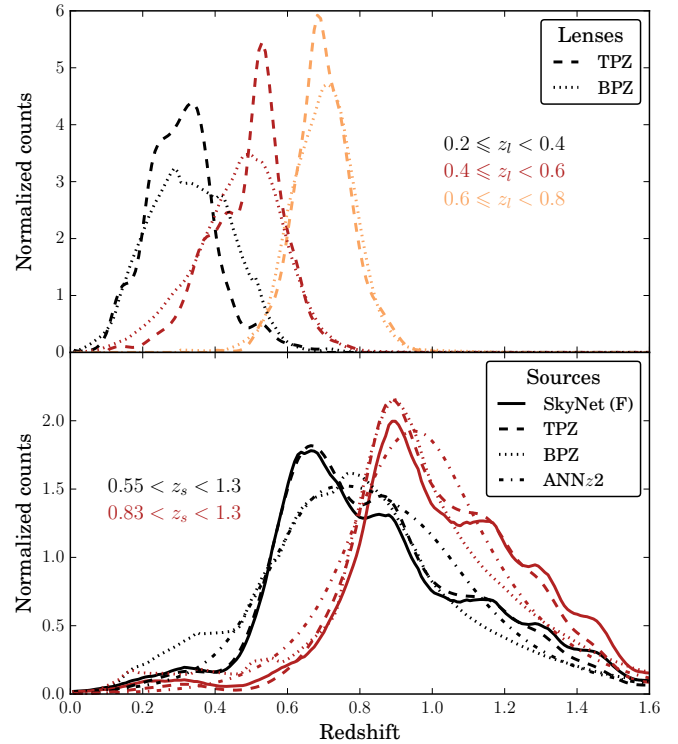 6
5
4
3
2
1
0
Normalized counts
Lenses
TPZ
BPZ
0.2 ⩽ z_l < 0.4
0.4 ⩽ z_l < 0.6
0.6 ⩽ z_l < 0.8
2.0
1.5
1.0
0.5
0.0
Normalized counts
Sources
SkyNet (F)
TPZ
BPZ
ANNz2
0.55 < z_s < 1.3
0.83 < z_s < 1.3
0.0 0.2 0.4 0.6 0.8 1.0 1.2 1.4 1.6
Redshift